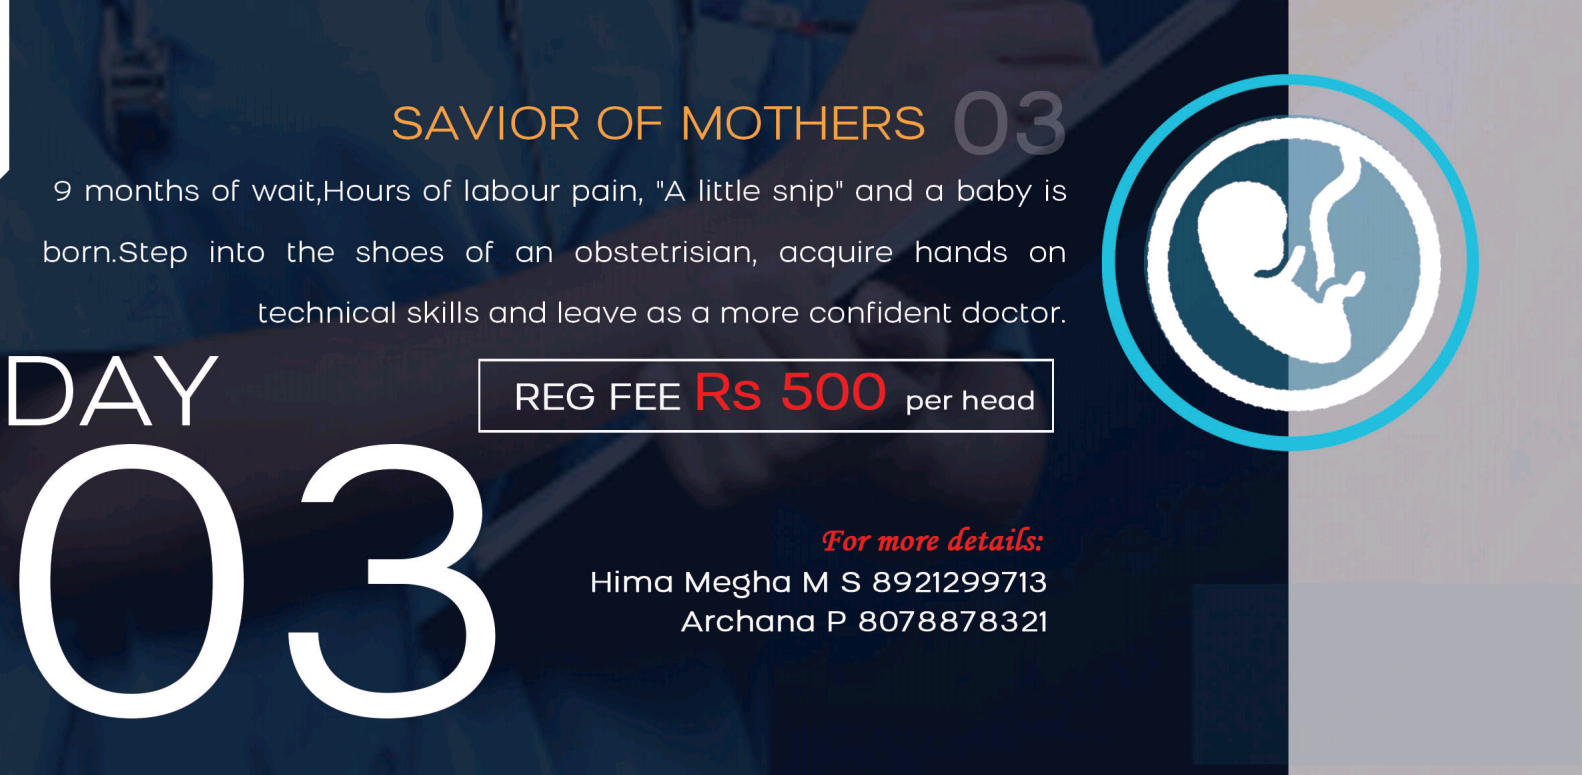 SAVIOR OF MOTHERS 03
9 months of wait,Hours of labour pain, "A little snip" and a baby is
born.Step into the shoes of an obstetrisian, acquire hands on
technical skills and leave as a more confident doctor.
DAY
03
REG FEE Rs 500 per head
For more details:
Hima Megha M S 8921299713
Archana P 8078878321